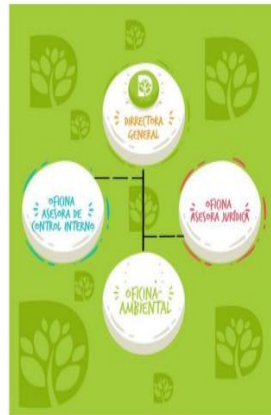 D
DIRECTORA
GENERAL
OFICINA
ASESORA DE
CONTROL INTERNO
OFICINA
ASESORA JURÍDICA
OFICINA
AMBIENTAL